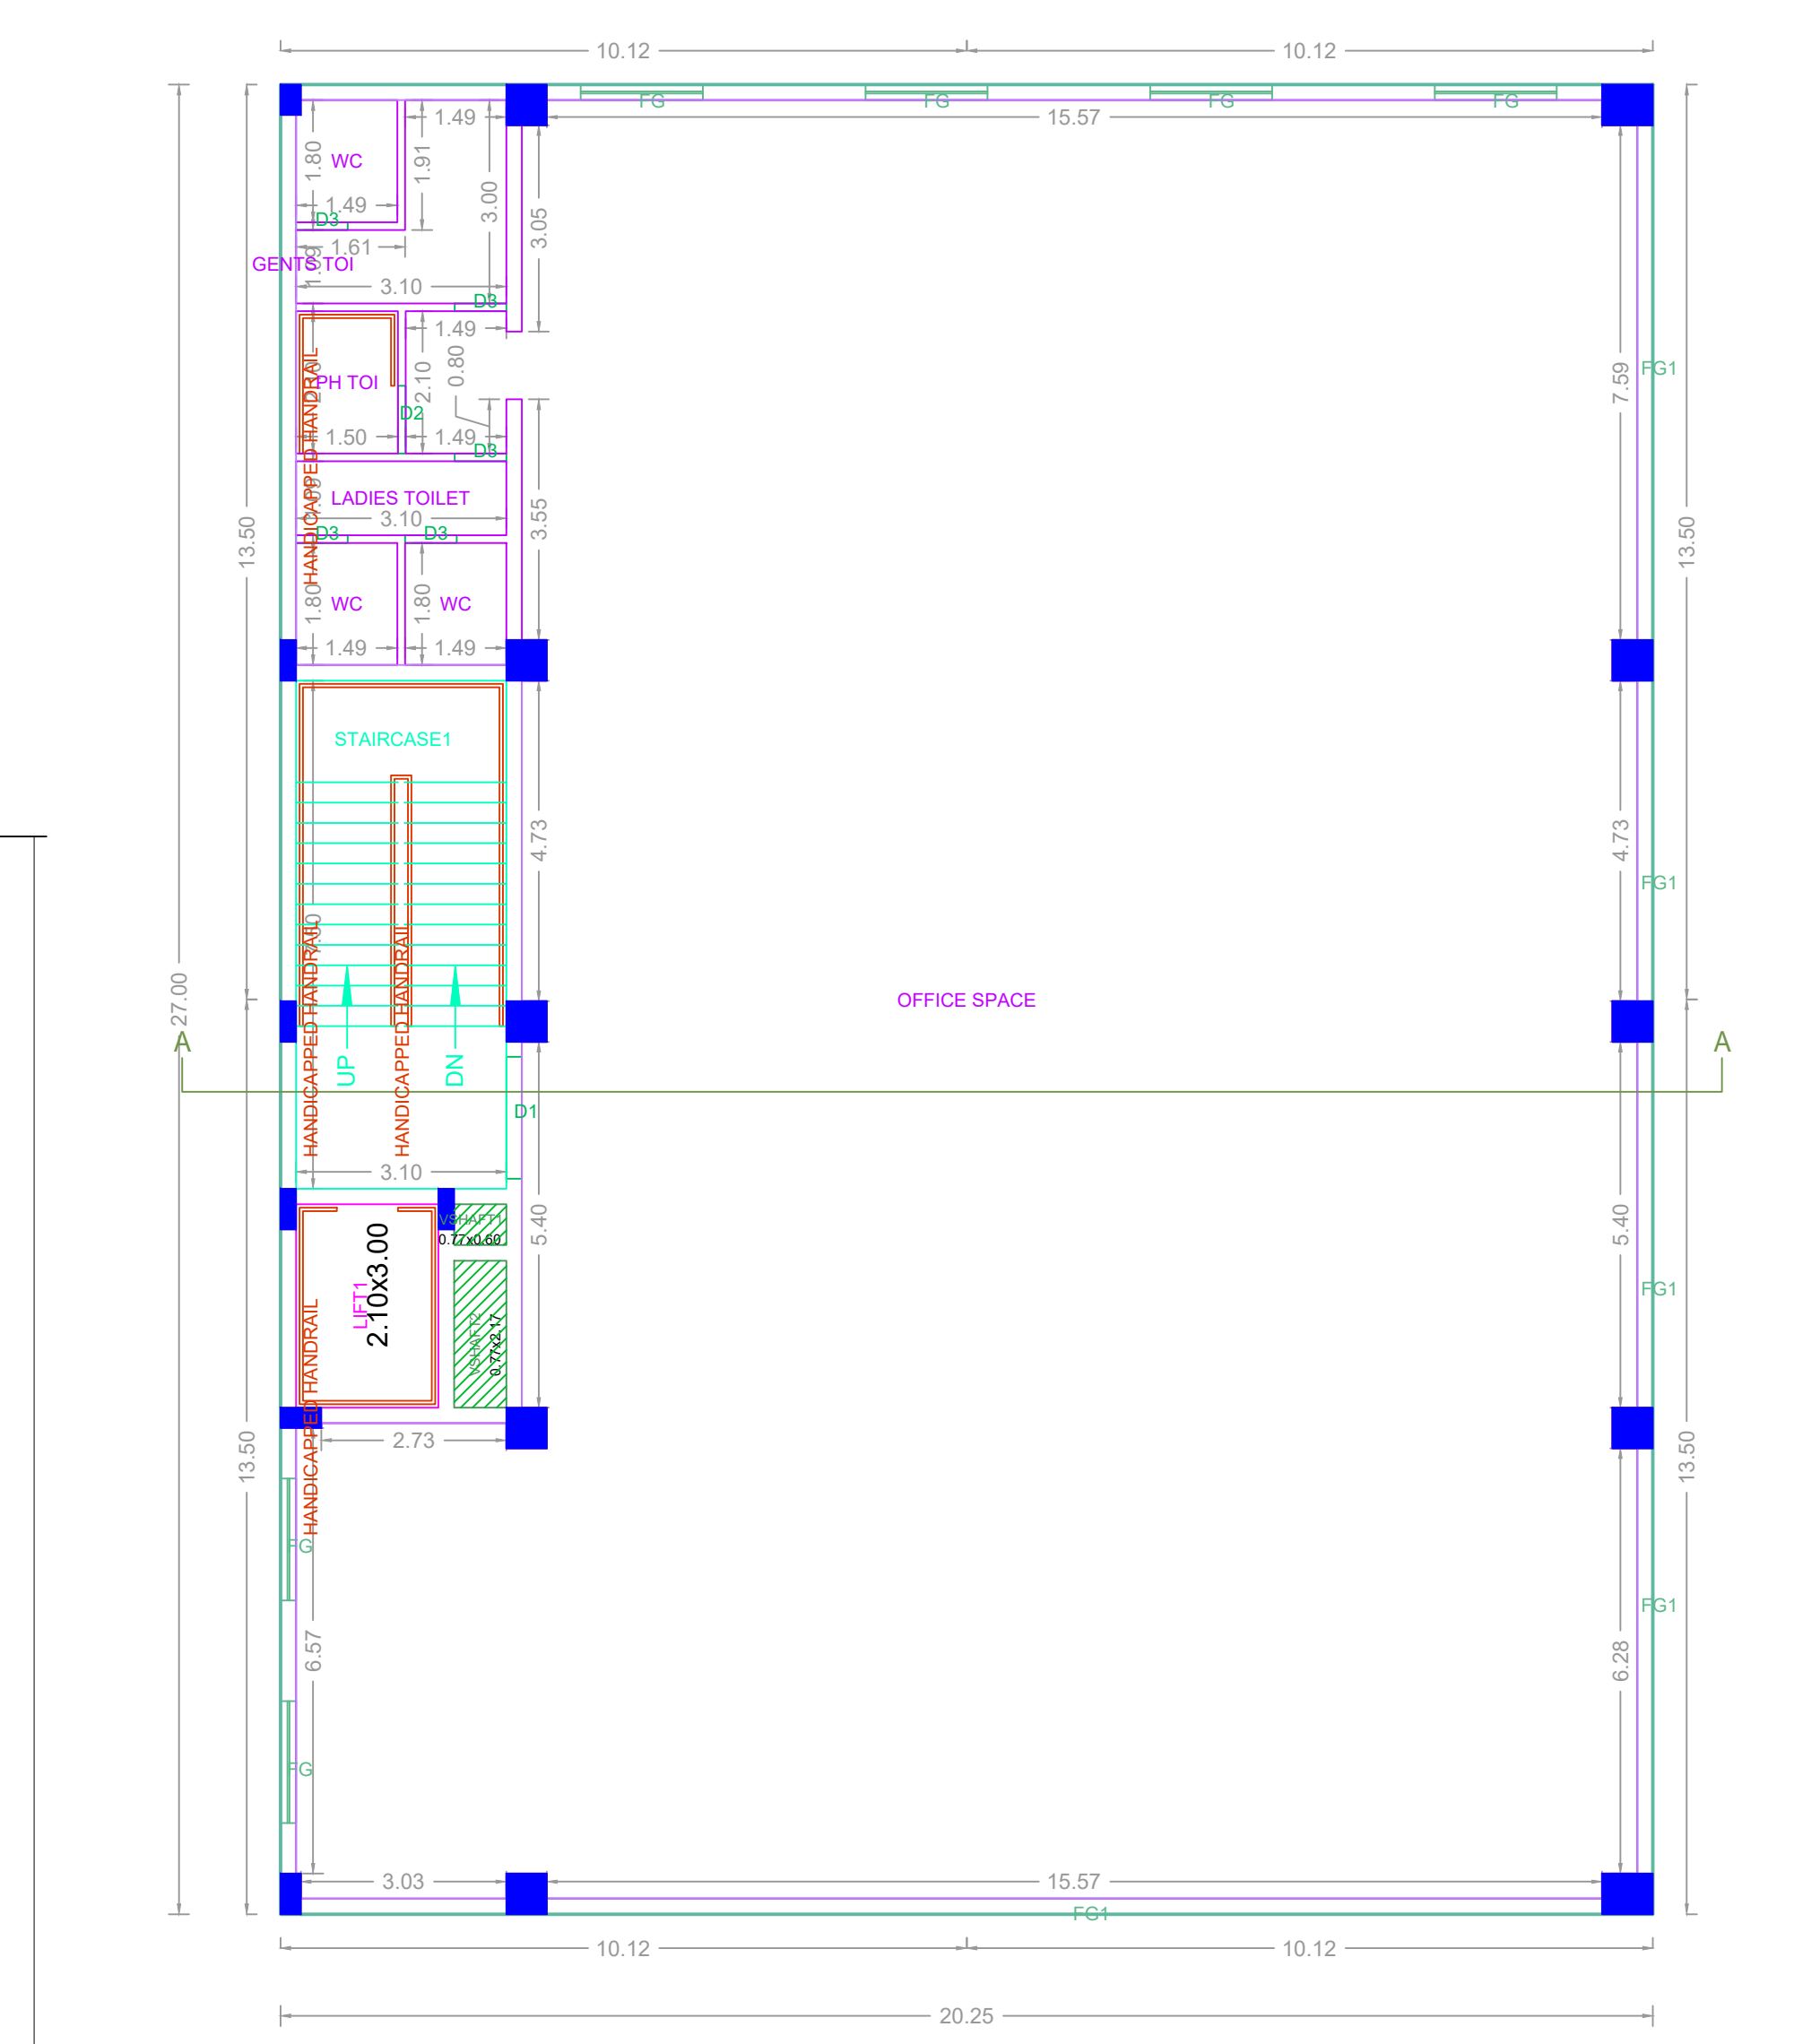 10.12
10.12
FG
FG
FG
FG
1.49
15.57
WC
1.80
1.91
3.00
3.05
1.49
D3
1.61
GENTS TOI
1.09
3.10
D3
1.49
0.80
PH TOI
2.10
7.59
FG1
D2
1.50
1.49
D3
HANDICAPPED HANDRAIL
LADIES TOILET
3.10
3.55
13.50
13.50
D3
D3
WC
WC
1.80
1.80
1.49
1.49
STAIRCASE1
4.73
4.73
FG1
27.00
OFFICE SPACE
A
A
HANDICAPPED HANDRAIL
HANDICAPPED HANDRAIL
UP
DN
D1
3.10
VSHAFT1
0.77x0.60
5.40
5.40
LIFT1
2.10x3.00
FG1
VSHAFT2
0.77x2.17
HANDICAPPED HANDRAIL
2.73
13.50
13.50
FG
6.57
6.28
FG1
FG
3.03
15.57
FG1
10.12
10.12
20.25